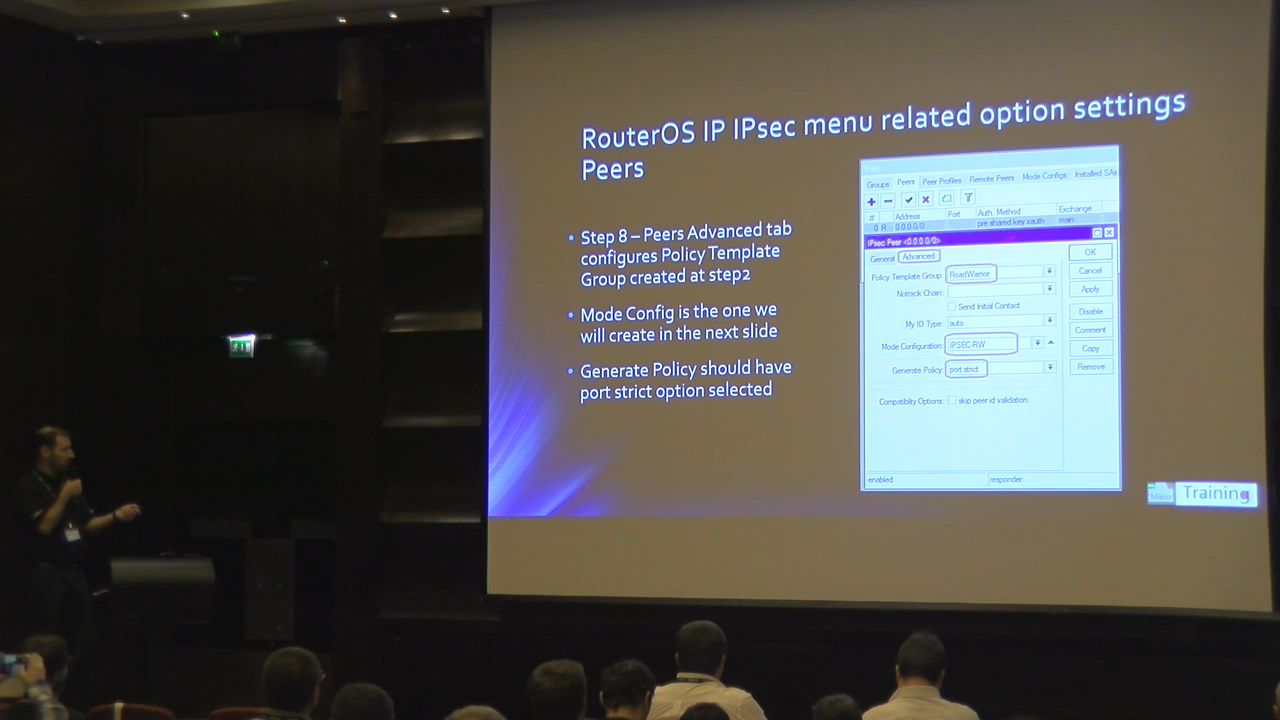 RouterOS IP IPsec menu related option settings
Peers
• Step 8 – Peers Advanced tab
configures Policy Template
Group created at step2
• Mode Config is the one we
will create in the next slide
• Generate Policy should have
port strict option selected
Groups Peers Peer Profiles Remote Peers Mode Configs Installed SAs
# Address Port Auth. Method Exchange
0 R 0.0.0.0/0 pre shared key xauth main
IPsec Peer <0.0.0.0/0>
General Advanced
OK
Policy Template Group: RoadWarrior
Cancel
Notrack Chain:
Apply
Send Initial Contact
Disable
My ID Type: auto
Comment
Mode Configuration: IPSEC-RW
Copy
Generate Policy: port strict
Remove
Compatiblity Options: skip peer id validation
enabled responder
Mikro Training